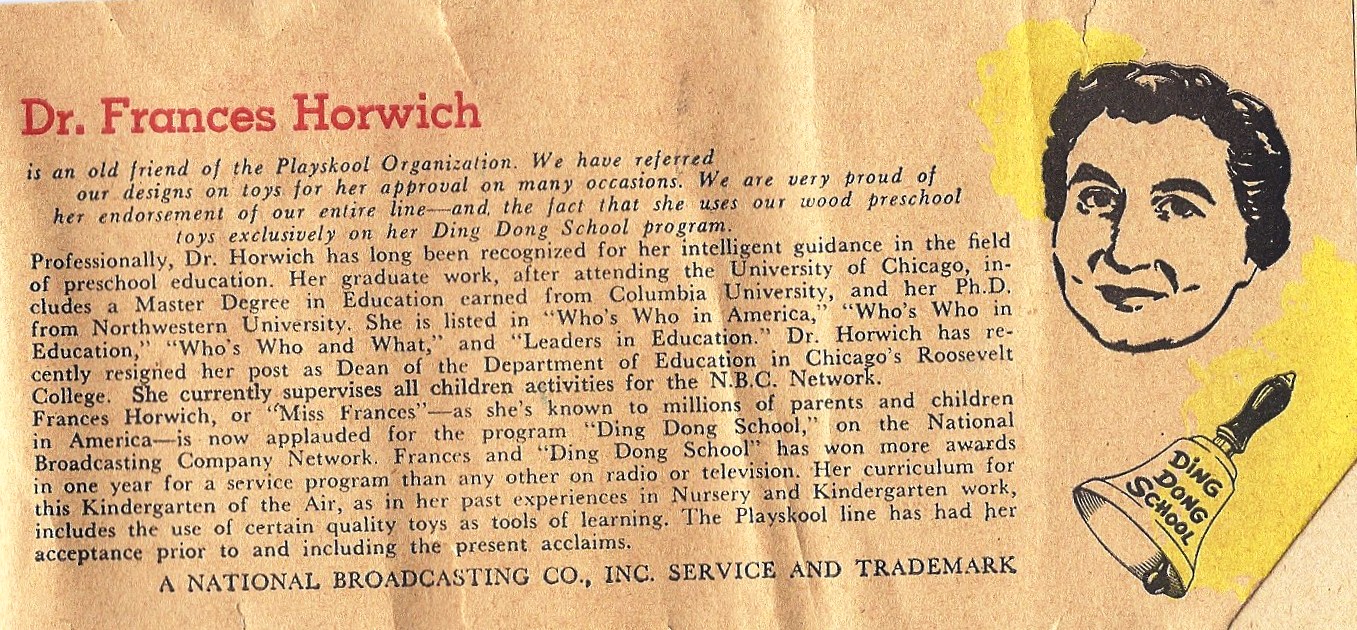 Dr. Frances Horwich
is an old friend of the Playskool Organization. We have referred
our designs on toys for her approval on many occasions. We are very proud of
her endorsement of our entire line—and, the fact that she uses our wood preschool
toys exclusively on her Ding Dong School program.
Professionally, Dr. Horwich has long been recognized for her intelligent guidance in the field
of preschool education. Her graduate work, after attending the University of Chicago, in-
cludes a Master Degree in Education earned from Columbia University, and her Ph.D.
from Northwestern University. She is listed in "Who's Who in America," "Who's Who in
Education," "Who's Who and What," and "Leaders in Education." Dr. Horwich has re-
cently resigned her post as Dean of the Department of Education in Chicago's Roosevelt
College. She currently supervises all children activities for the N.B.C. Network.
Frances Horwich, or "Miss Frances"—as she's known to millions of parents and children
in America—is now applauded for the program "Ding Dong School," on the National
Broadcasting Company Network. Frances and "Ding Dong School" has won more awards
in one year for a service program than any other on radio or television. Her curriculum for
this Kindergarten of the Air, as in her past experiences in Nursery and Kindergarten work,
includes the use of certain quality toys as tools of learning. The Playskool line has had her
acceptance prior to and including the present acclaims.
A NATIONAL BROADCASTING CO., INC. SERVICE AND TRADEMARK
DING
DONG
SCHOOL